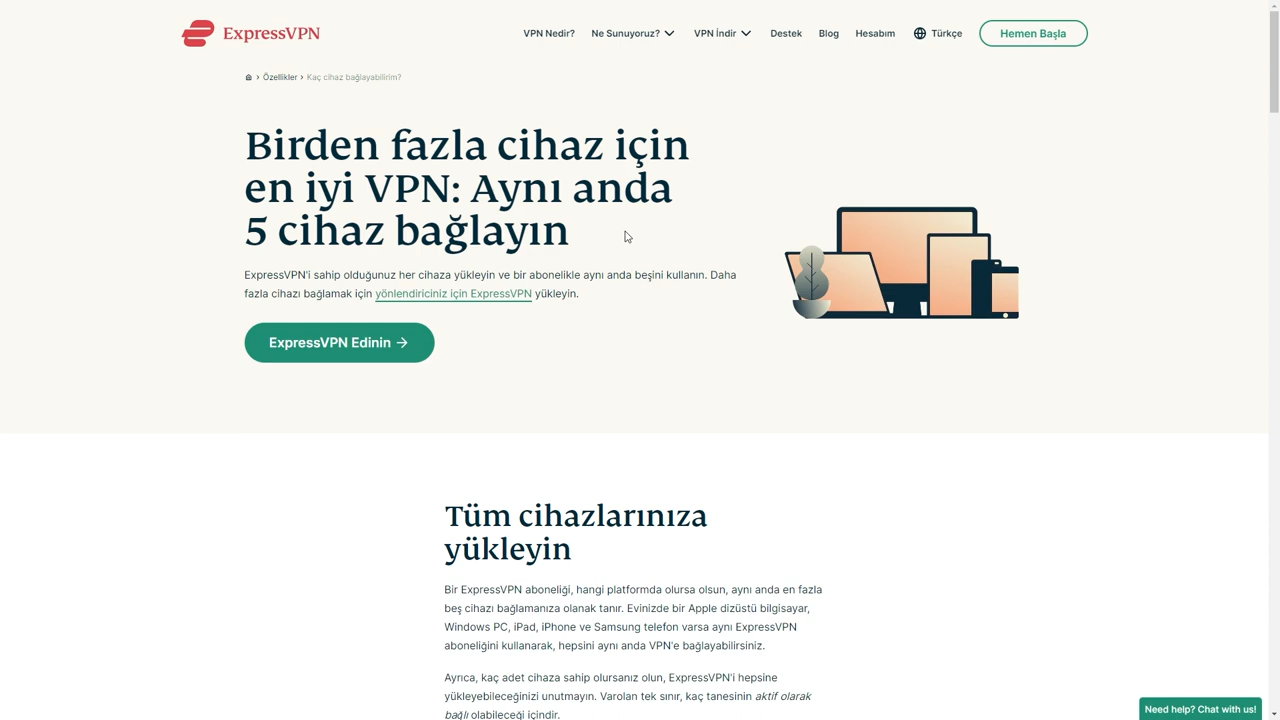 ExpressVPN
VPN Nedir? Ne Sunuyoruz? VPN İndir Destek Blog Hesabım Türkçe Hemen Başla
Özellikler › Kaç cihaz bağlayabilirim?
Birden fazla cihaz için
en iyi VPN: Aynı anda
5 cihaz bağlayın
ExpressVPN'i sahip olduğunuz her cihaza yükleyin ve bir abonelikle aynı anda beşini kullanın. Daha
fazla cihazı bağlamak için yönlendiriciniz için ExpressVPN yükleyin.
ExpressVPN Edinin →
Tüm cihazlarınıza
yükleyin
Bir ExpressVPN aboneliği, hangi platformda olursa olsun, aynı anda en fazla
beş cihazı bağlamanıza olanak tanır. Evinizde bir Apple dizüstü bilgisayar,
Windows PC, iPad, iPhone ve Samsung telefon varsa aynı ExpressVPN
aboneliğini kullanarak, hepsini aynı anda VPN'e bağlayabilirsiniz.
Ayrıca, kaç adet cihaza sahip olursanız olun, ExpressVPN'i hepsine
yükleyebileceğinizi unutmayın. Varolan tek sınır, kaç tanesinin aktif olarak
bağlı olabileceği içindir.
Need help? Chat with us!